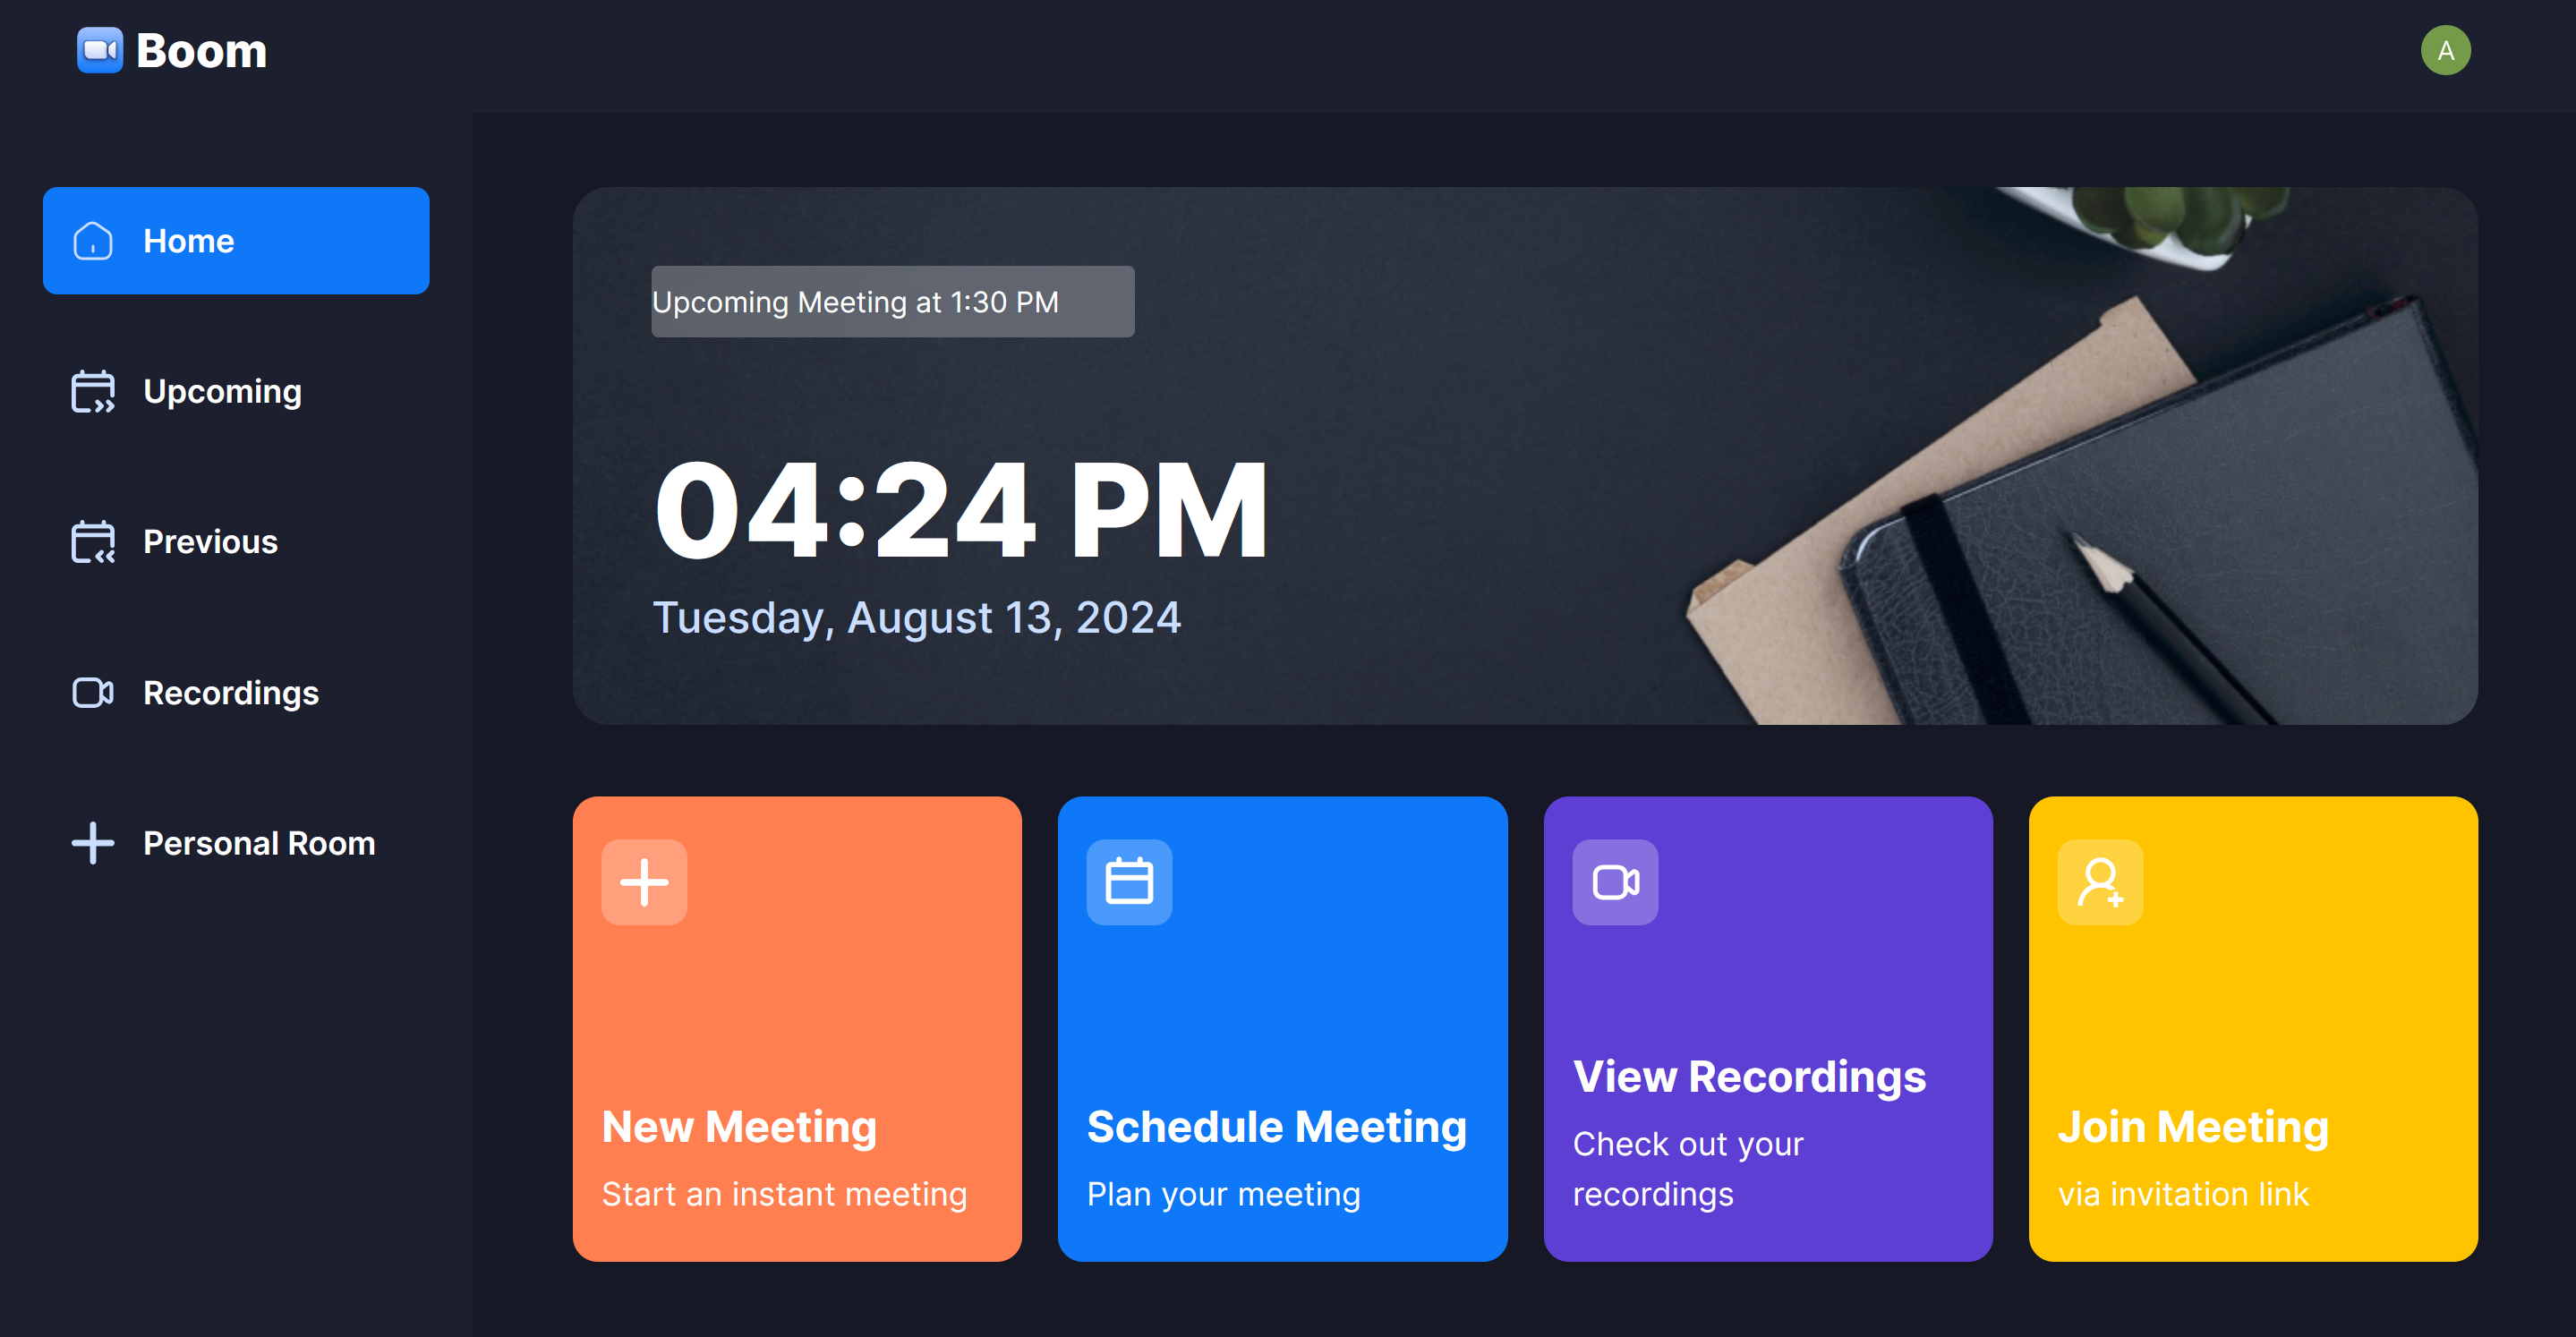 Boom
A
Home
Upcoming
Previous
Recordings
Personal Room
Upcoming Meeting at 1:30 PM
04:24 PM
Tuesday, August 13, 2024
New Meeting
Start an instant meeting
Schedule Meeting
Plan your meeting
View Recordings
Check out your
recordings
Join Meeting
via invitation link